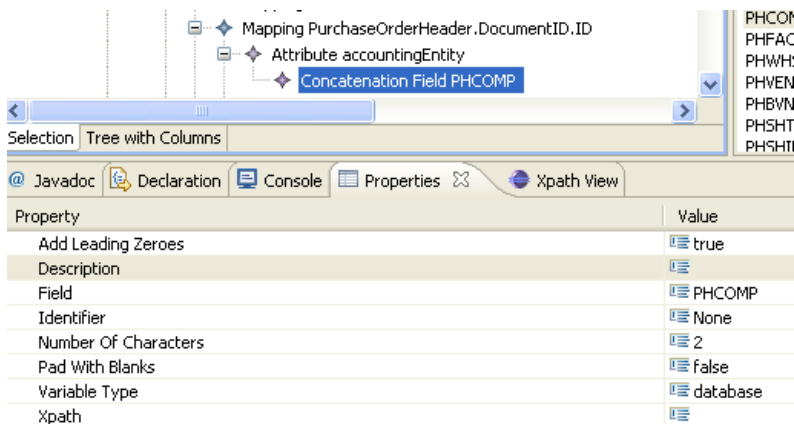 Mapping PurchaseOrderHeader.DocumentID.ID
Attribute accountingEntity
Concatenation Field PHCOMP
PHCOM
PHFAC
PHWHS
PHVEN
PHBVN
PHSHT
PHSHI
Selection Tree with Columns
@ Javadoc Declaration Console Properties Xpath View
Property Value
Add Leading Zeroes true
Description
Field PHCOMP
Identifier None
Number Of Characters 2
Pad With Blanks false
Variable Type database
Xpath